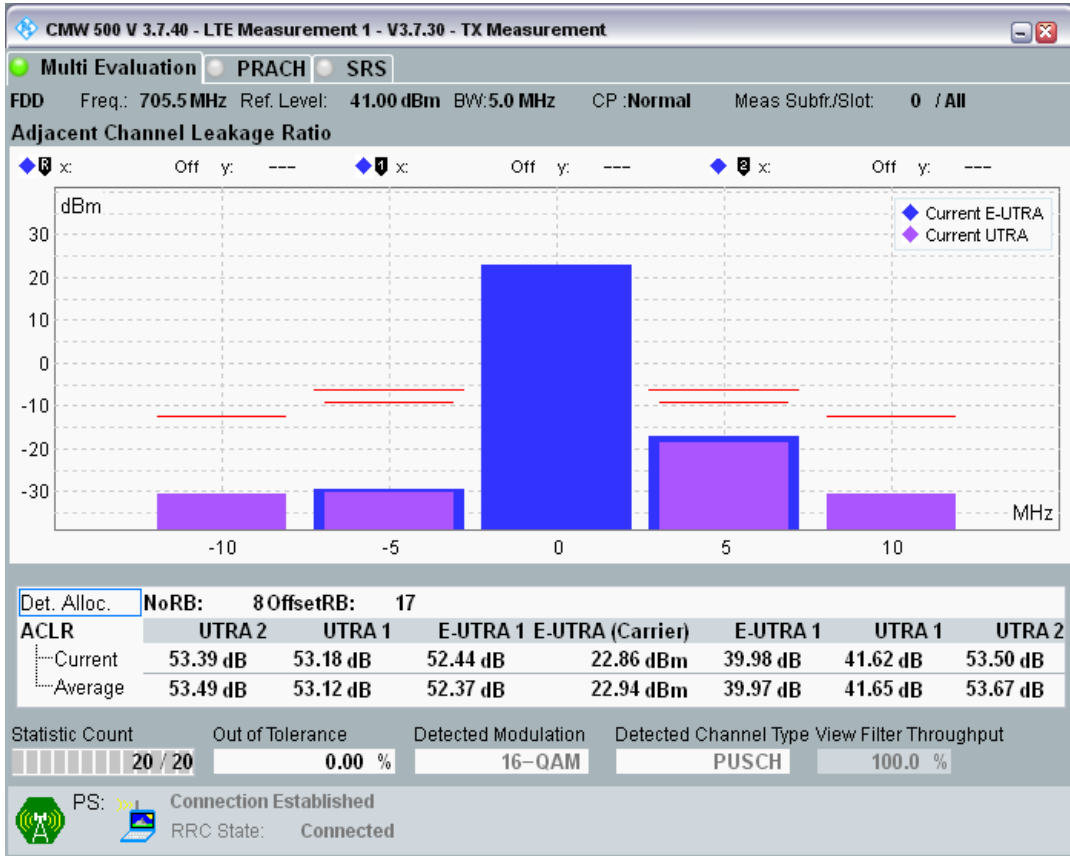 CMW 500 V 3.7.40 - LTE Measurement 1 - V3.7.30 - TX Measurement
Multi Evaluation PRACH SRS
FDD Freq.: 705.5 MHz Ref. Level: 41.00 dBm BW: 5.0 MHz CP : Normal Meas Subfr./Slot: 0 / All
Adjacent Channel Leakage Ratio
R x: Off y: --- 1 x: Off y: --- 2 x: Off y: ---
dBm
Current E-UTRA
Current UTRA
30
20
10
0
-10
-20
-30
MHz
-10 -5 0 5 10
Det. Alloc. NoRB: 8 OffsetRB: 17
ACLR UTRA 2 UTRA 1 E-UTRA 1 E-UTRA (Carrier) E-UTRA 1 UTRA 1 UTRA 2
Current 53.39 dB 53.18 dB 52.44 dB 22.86 dBm 39.98 dB 41.62 dB 53.50 dB
Average 53.49 dB 53.12 dB 52.37 dB 22.94 dBm 39.97 dB 41.65 dB 53.67 dB
Statistic Count Out of Tolerance Detected Modulation Detected Channel Type View Filter Throughput
20 / 20 0.00 % 16-QAM PUSCH 100.0 %
PS: Connection Established
RRC State: Connected